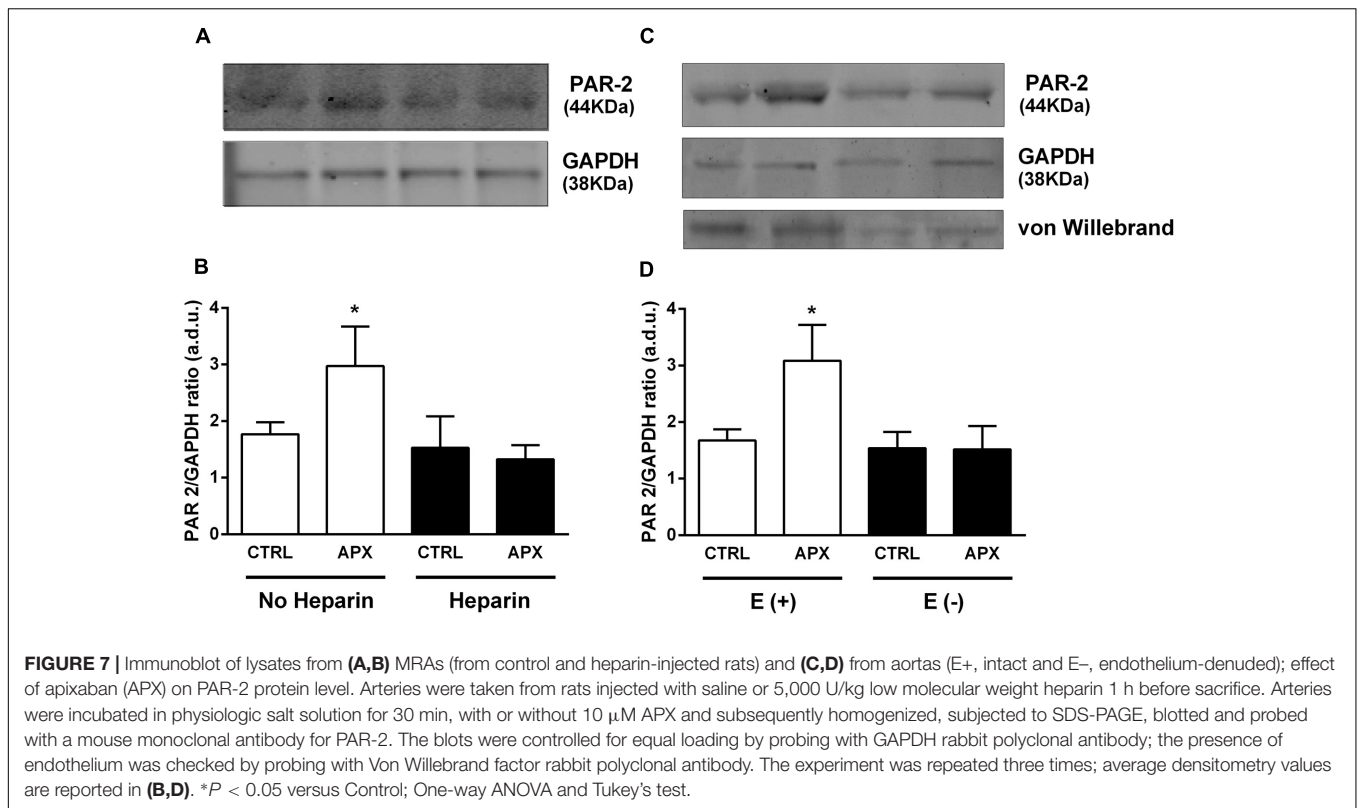 A
PAR-2
(44KDa)
GAPDH
(38KDa)
B
PAR 2/GAPDH ratio (a.d.u.)
4
3
2
1
0
*
CTRL APX CTRL APX
No Heparin Heparin
C
PAR-2
(44KDa)
GAPDH
(38KDa)
von Willebrand
D
PAR 2/GAPDH ratio (a.d.u.)
4
3
2
1
0
*
CTRL APX CTRL APX
E (+) E (-)
FIGURE 7 | Immunoblot of lysates from (A,B) MRAs (from control and heparin-injected rats) and (C,D) from aortas (E+, intact and E–, endothelium-denuded); effect
of apixaban (APX) on PAR-2 protein level. Arteries were taken from rats injected with saline or 5,000 U/kg low molecular weight heparin 1 h before sacrifice. Arteries
were incubated in physiologic salt solution for 30 min, with or without 10 μM APX and subsequently homogenized, subjected to SDS-PAGE, blotted and probed
with a mouse monoclonal antibody for PAR-2. The blots were controlled for equal loading by probing with GAPDH rabbit polyclonal antibody; the presence of
endothelium was checked by probing with Von Willebrand factor rabbit polyclonal antibody. The experiment was repeated three times; average densitometry values
are reported in (B,D). *P < 0.05 versus Control; One-way ANOVA and Tukey's test.